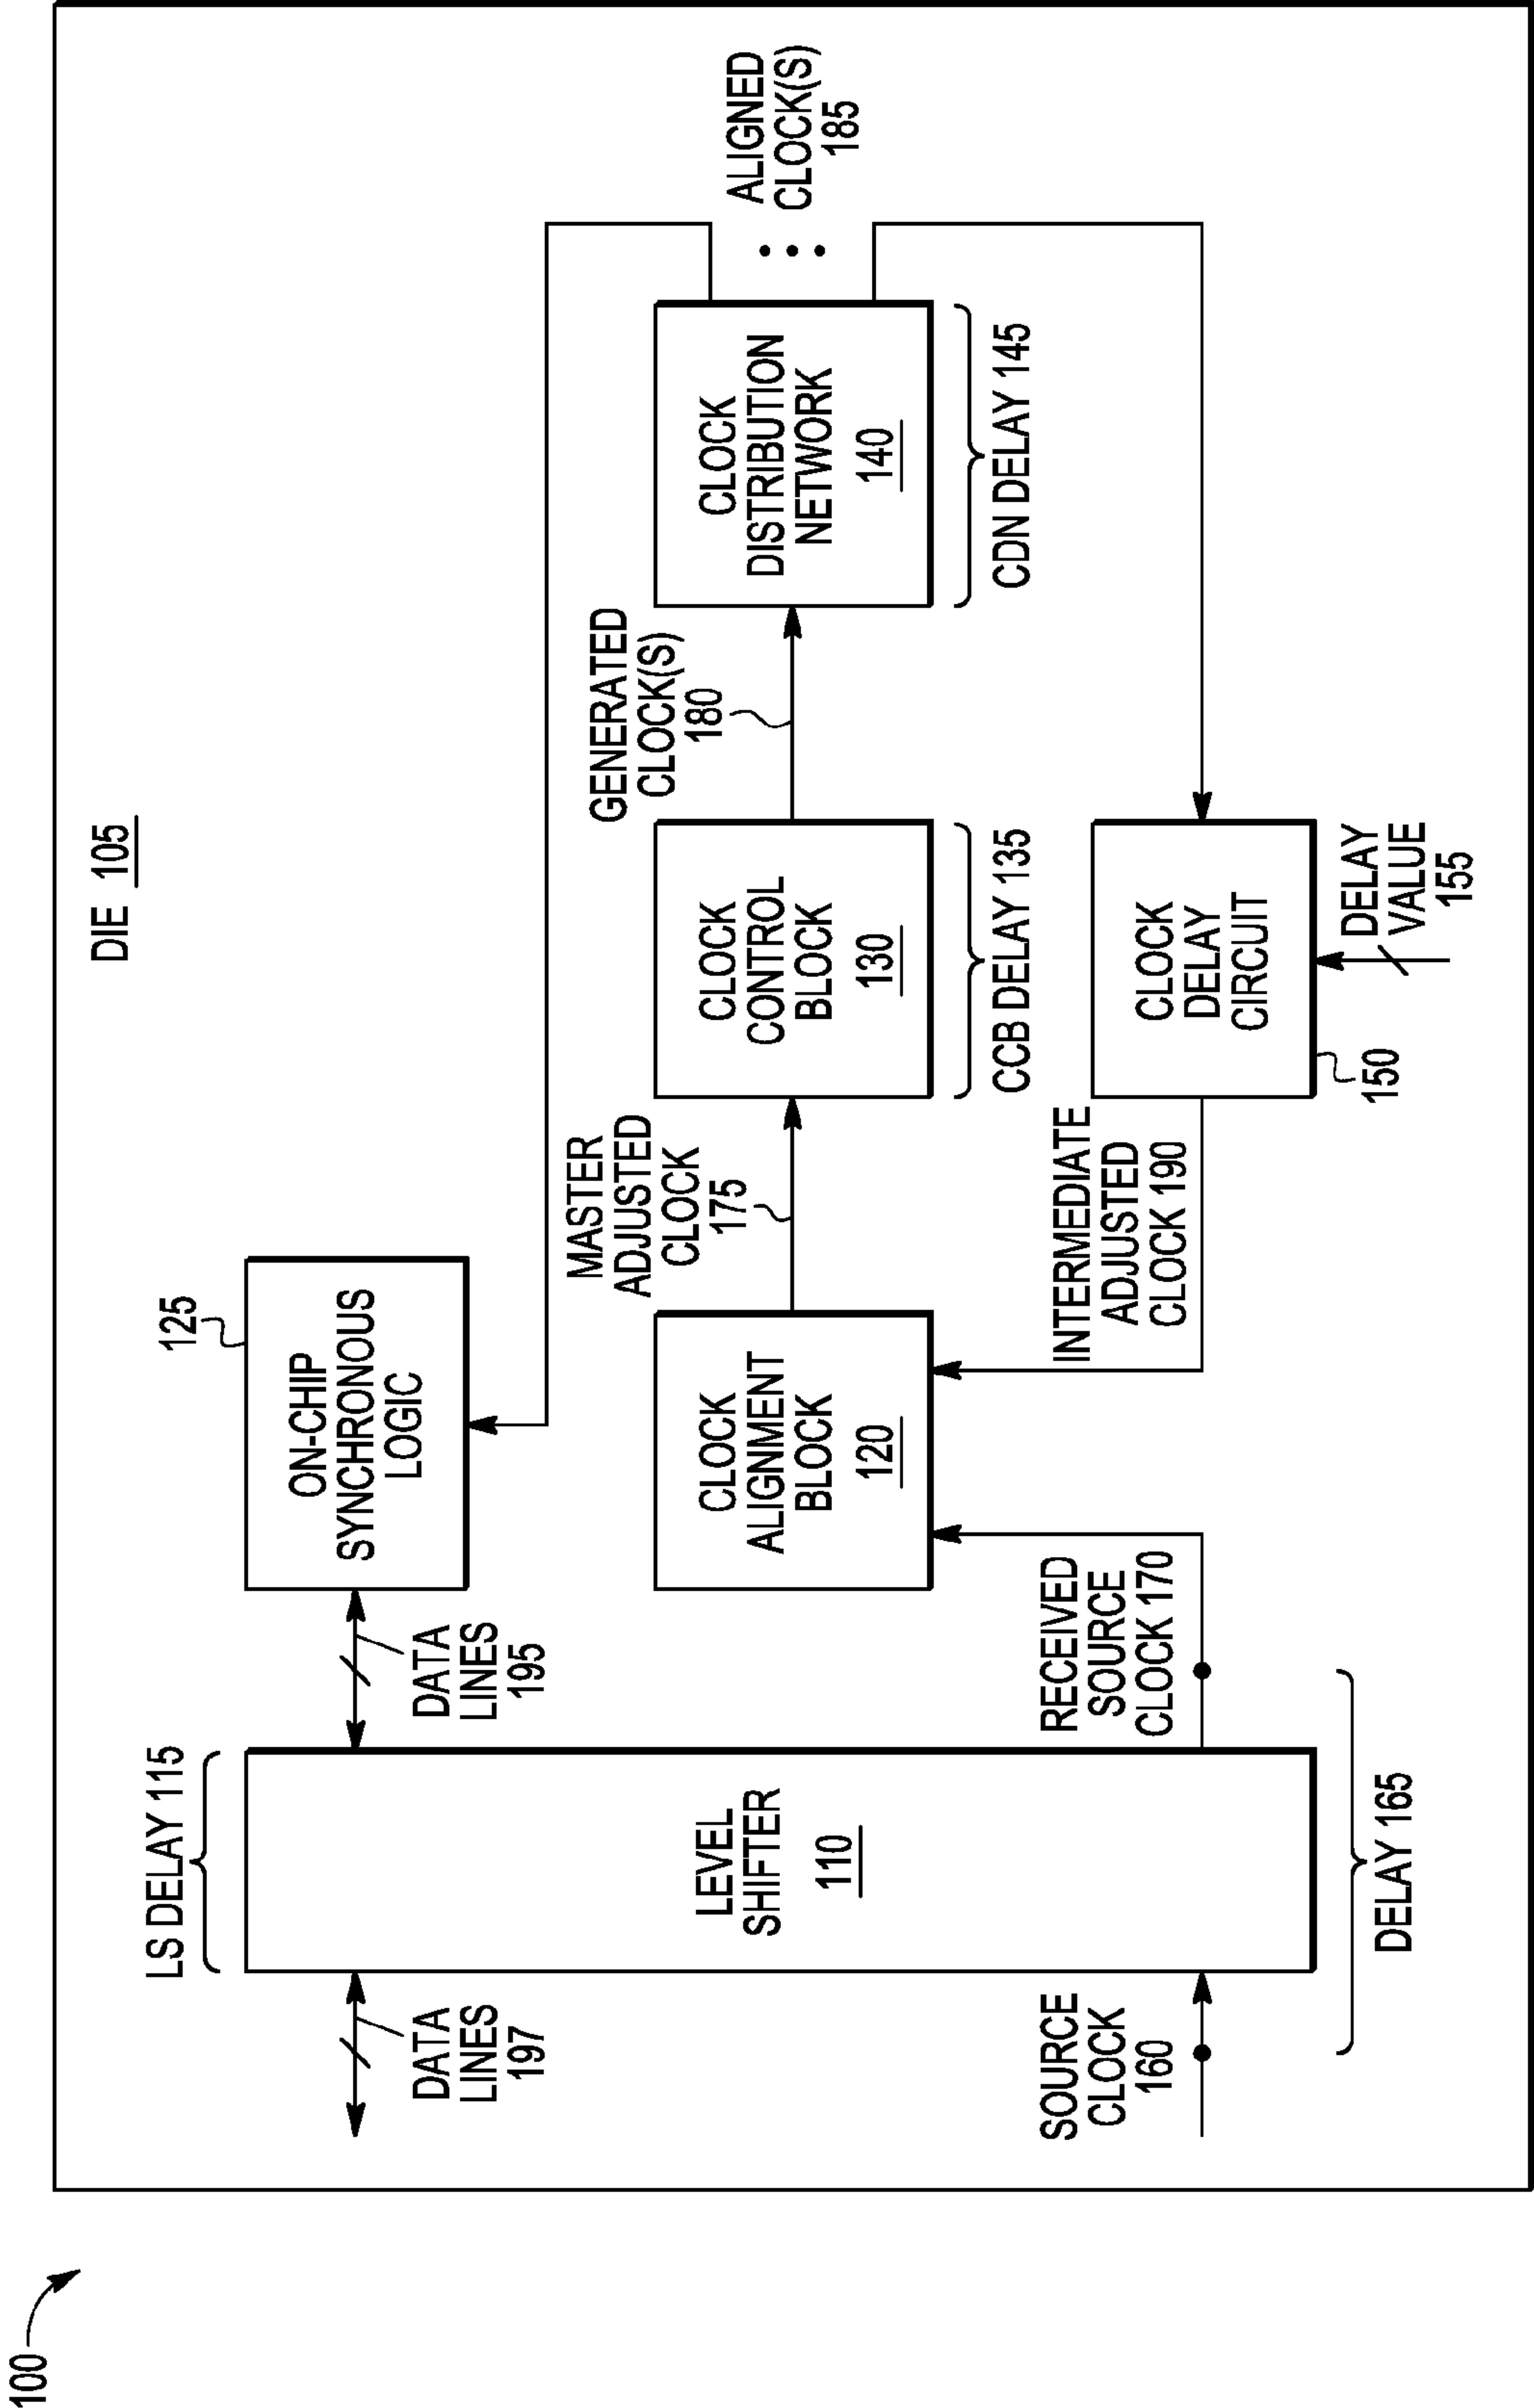 100
DIE 105
LS DELAY 115
125
ON-CHIP
SYNCHRONOUS
LOGIC
DATA
LINES
197
DATA
LINES
195
LEVEL
SHIFTER
110
MASTER
ADJUSTED
CLOCK
175
GENERATED
CLOCK(S)
180
ALIGNED
CLOCK(S)
185
CLOCK
ALIGNMENT
BLOCK
120
CLOCK
CONTROL
BLOCK
130
CLOCK
DISTRIBUTION
NETWORK
140
CCB DELAY 135
CDN DELAY 145
SOURCE
CLOCK
160
RECEIVED
SOURCE
CLOCK 170
INTERMEDIATE
ADJUSTED
CLOCK 190
CLOCK
DELAY
CIRCUIT
150
DELAY
VALUE
155
DELAY 165